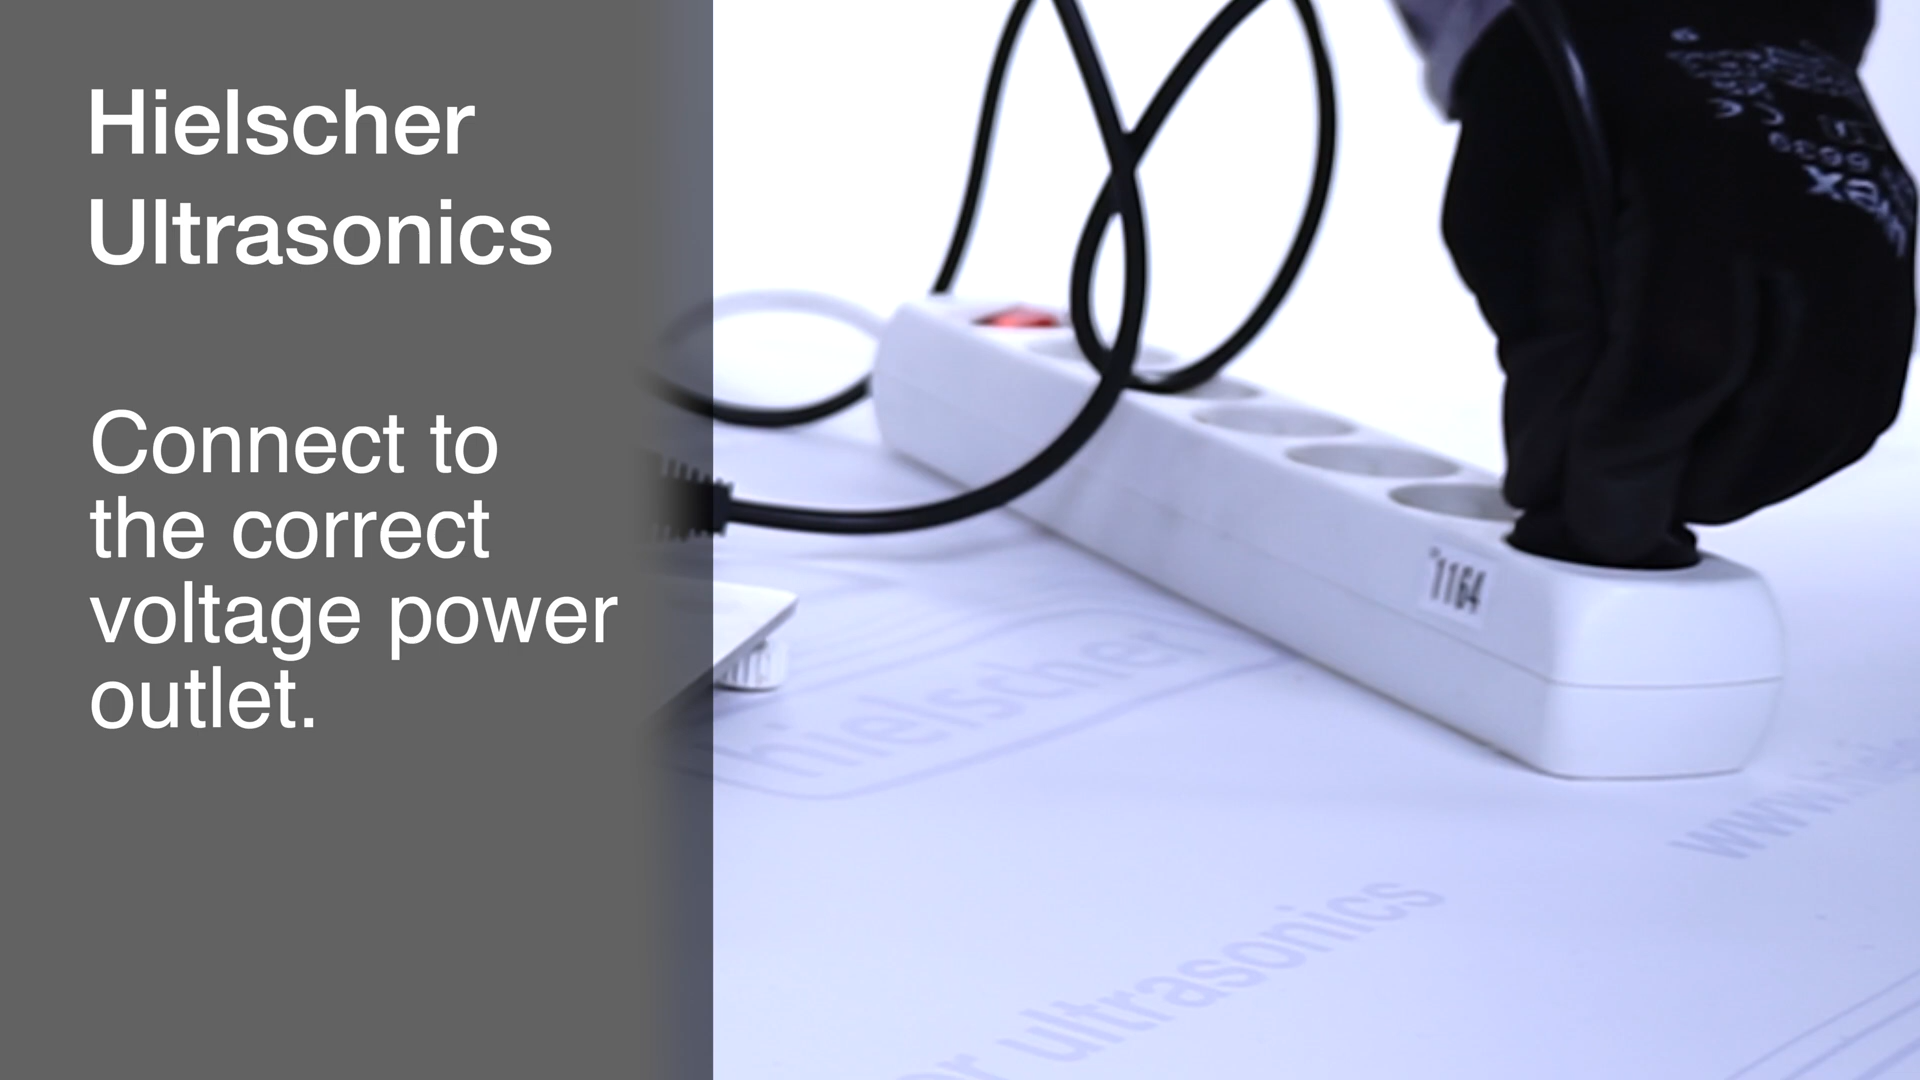 Hielscher
Ultrasonics
Connect to
the correct
voltage power
outlet.
1164
hielscher
ultrasonics